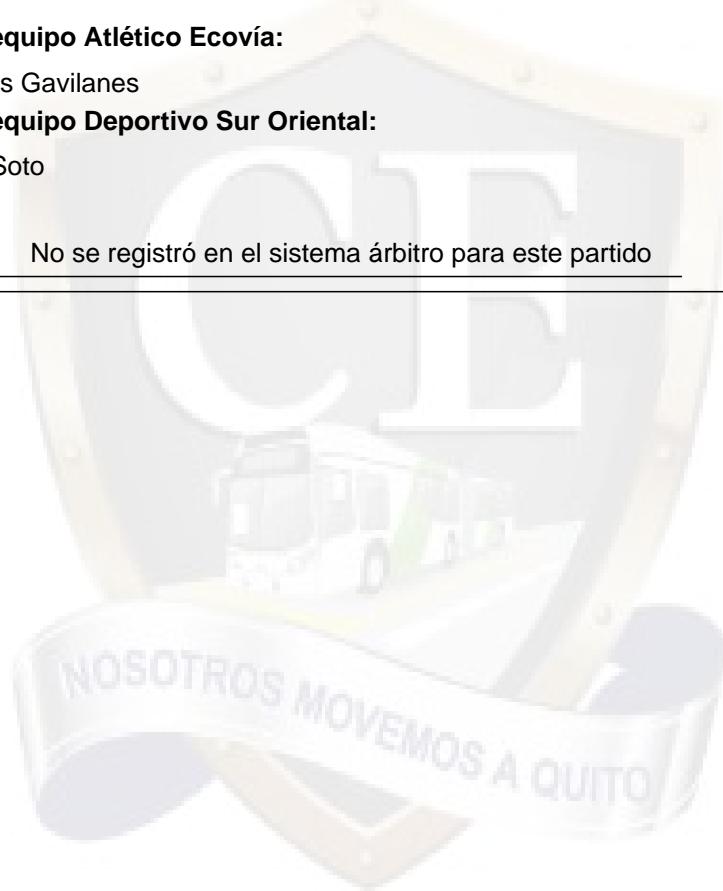 equipo Atlético Ecovía:
s Gavilanes
equipo Deportivo Sur Oriental:
Soto
No se registró en el sistema árbitro para este partido
CE
NOSOTROS MOVEMOS A QUITO